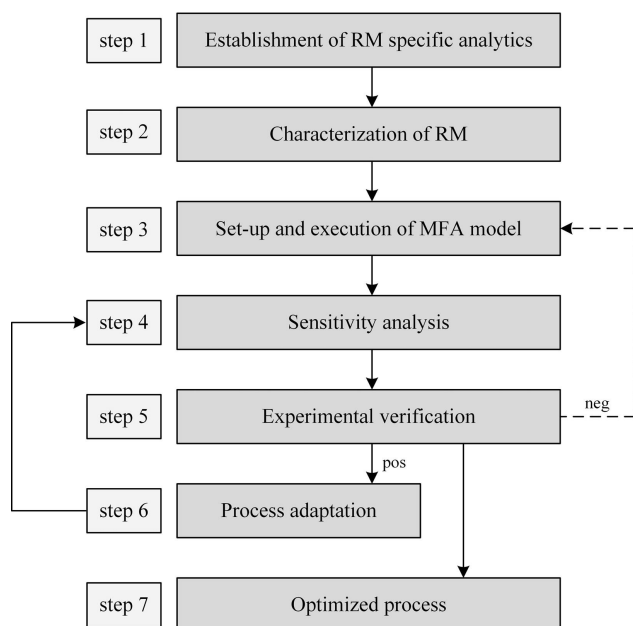 step 1
Establishment of RM specific analytics
step 2
Characterization of RM
step 3
Set-up and execution of MFA model
step 4
Sensitivity analysis
step 5
Experimental verification
neg
pos
step 6
Process adaptation
step 7
Optimized process